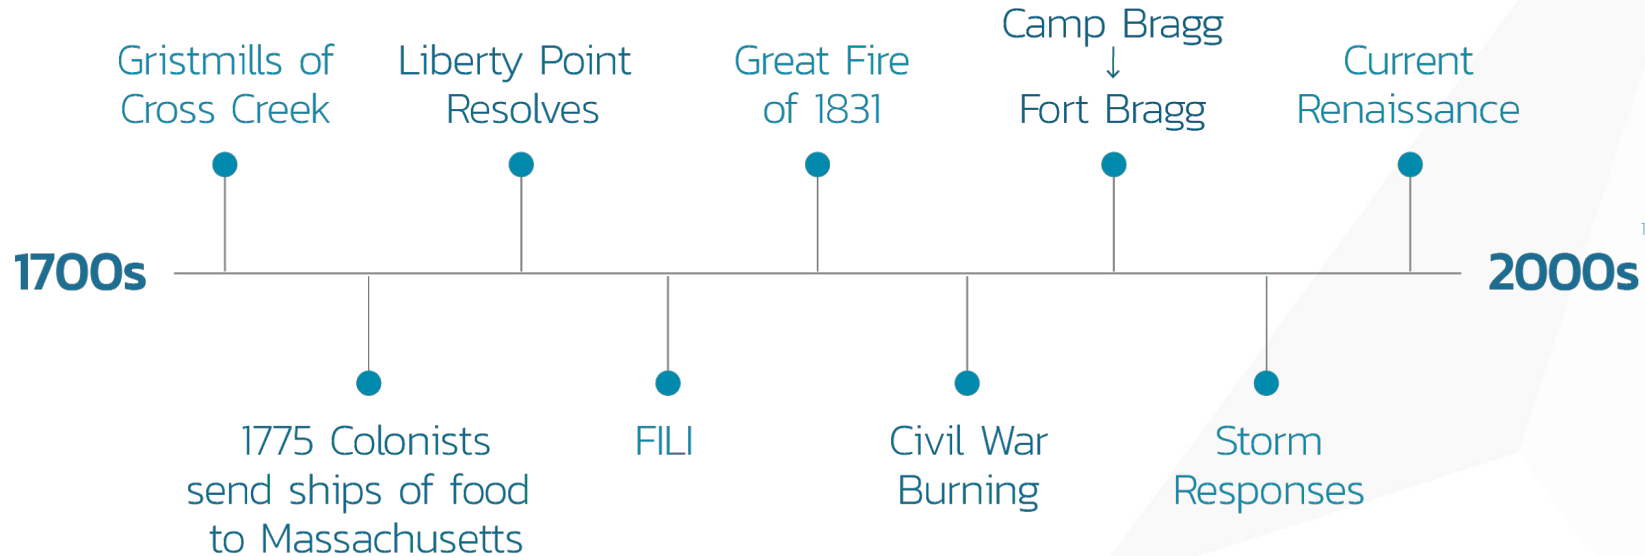 Gristmills of
Cross Creek
Liberty Point
Resolves
Great Fire
of 1831
Camp Bragg
↓
Fort Bragg
Current
Renaissance
1700s
2000s
1775 Colonists
send ships of food
to Massachusetts
FILI
Civil War
Burning
Storm
Responses